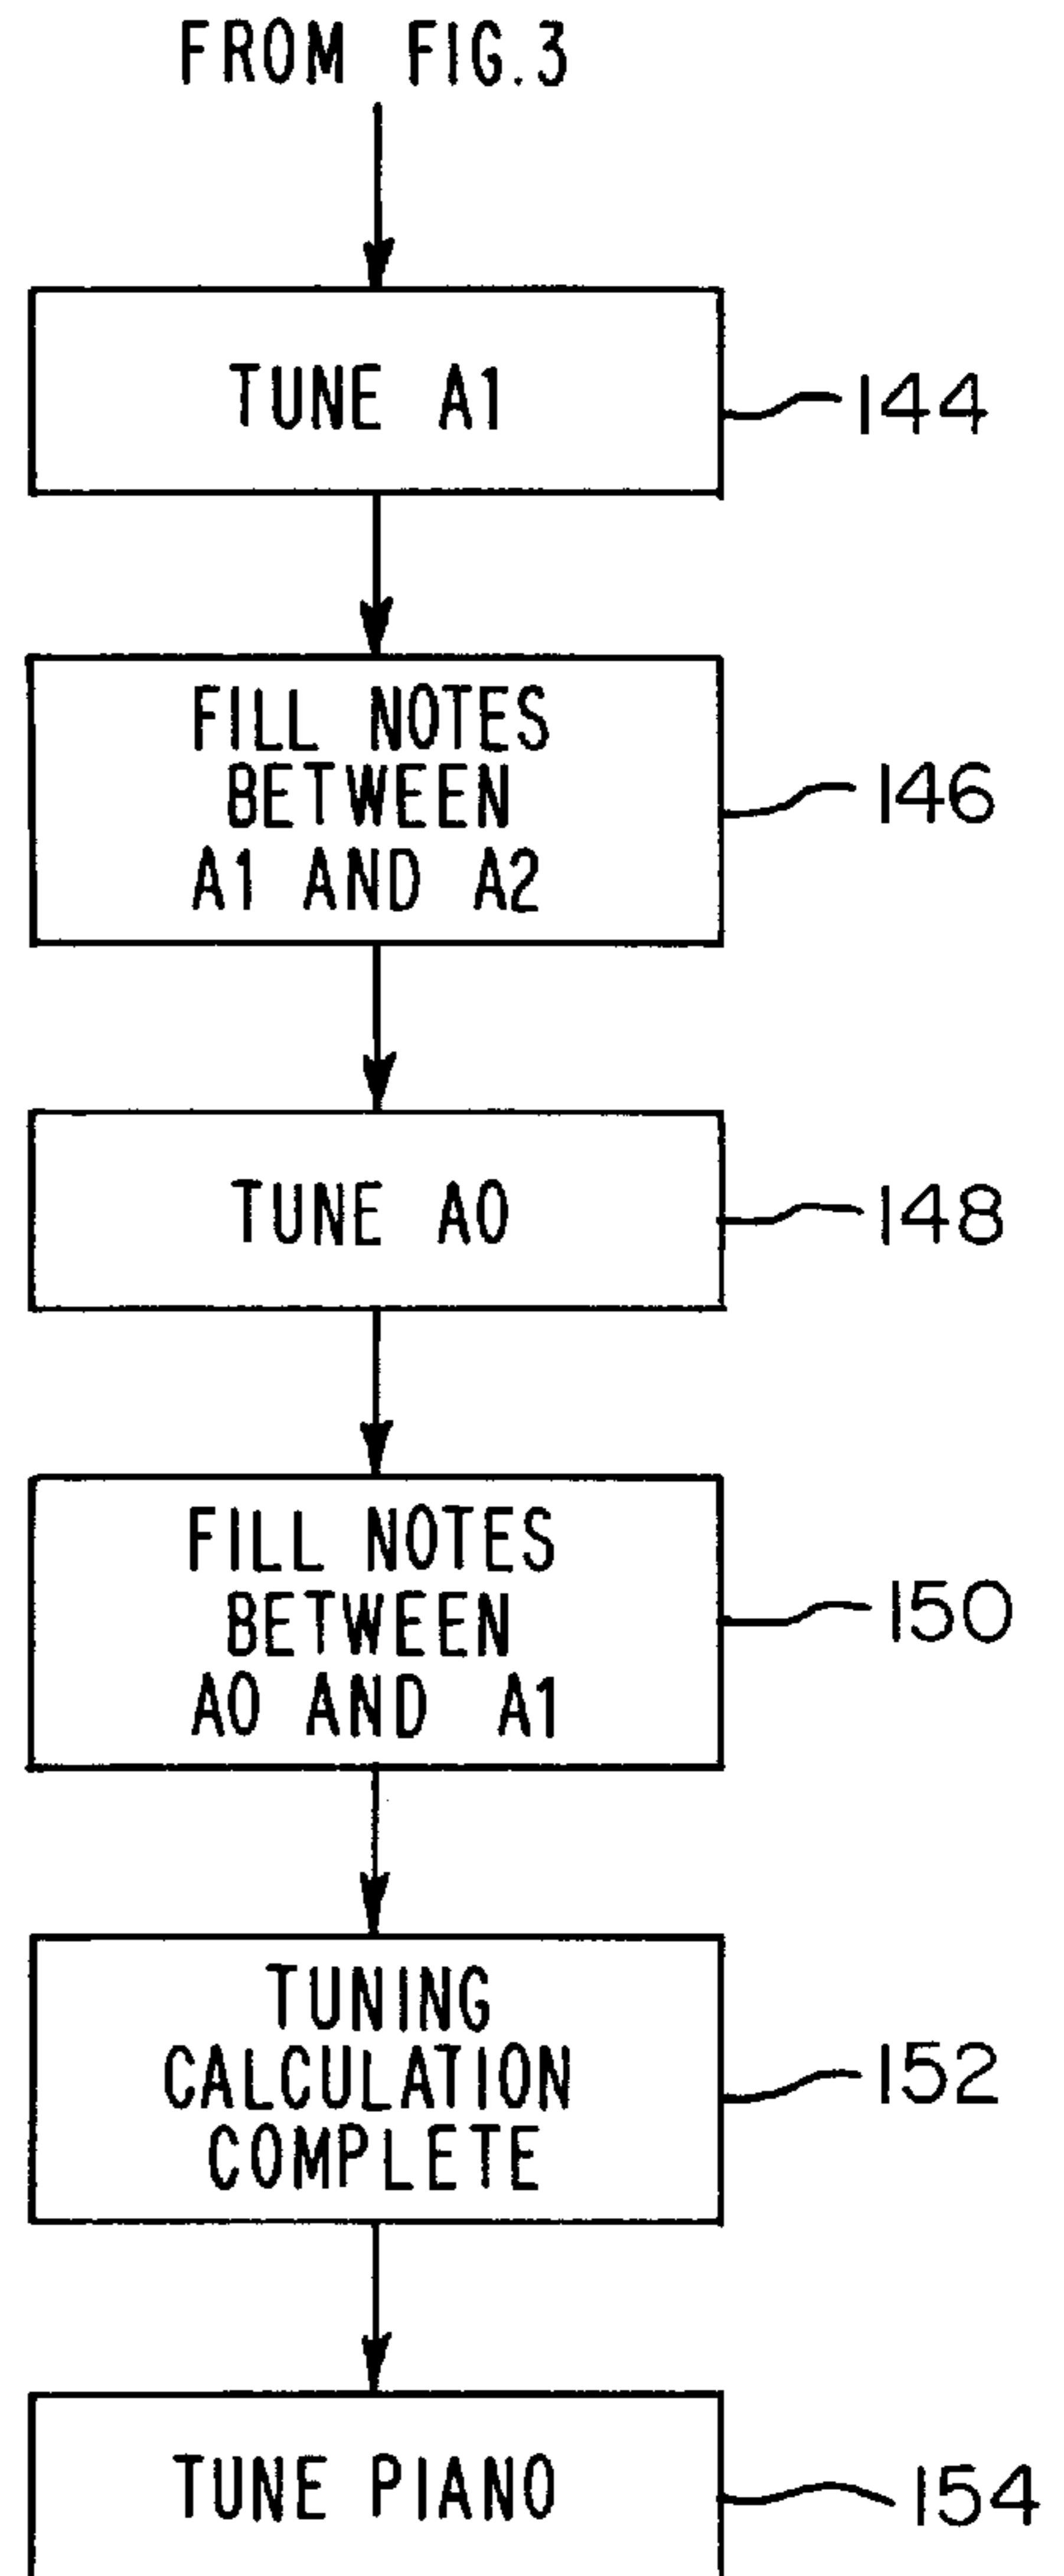 FROM FIG.3
TUNE A1
144
FILL NOTES
BETWEEN
A1 AND A2
146
TUNE A0
148
FILL NOTES
BETWEEN
A0 AND A1
150
TUNING
CALCULATION
COMPLETE
152
TUNE PIANO
154